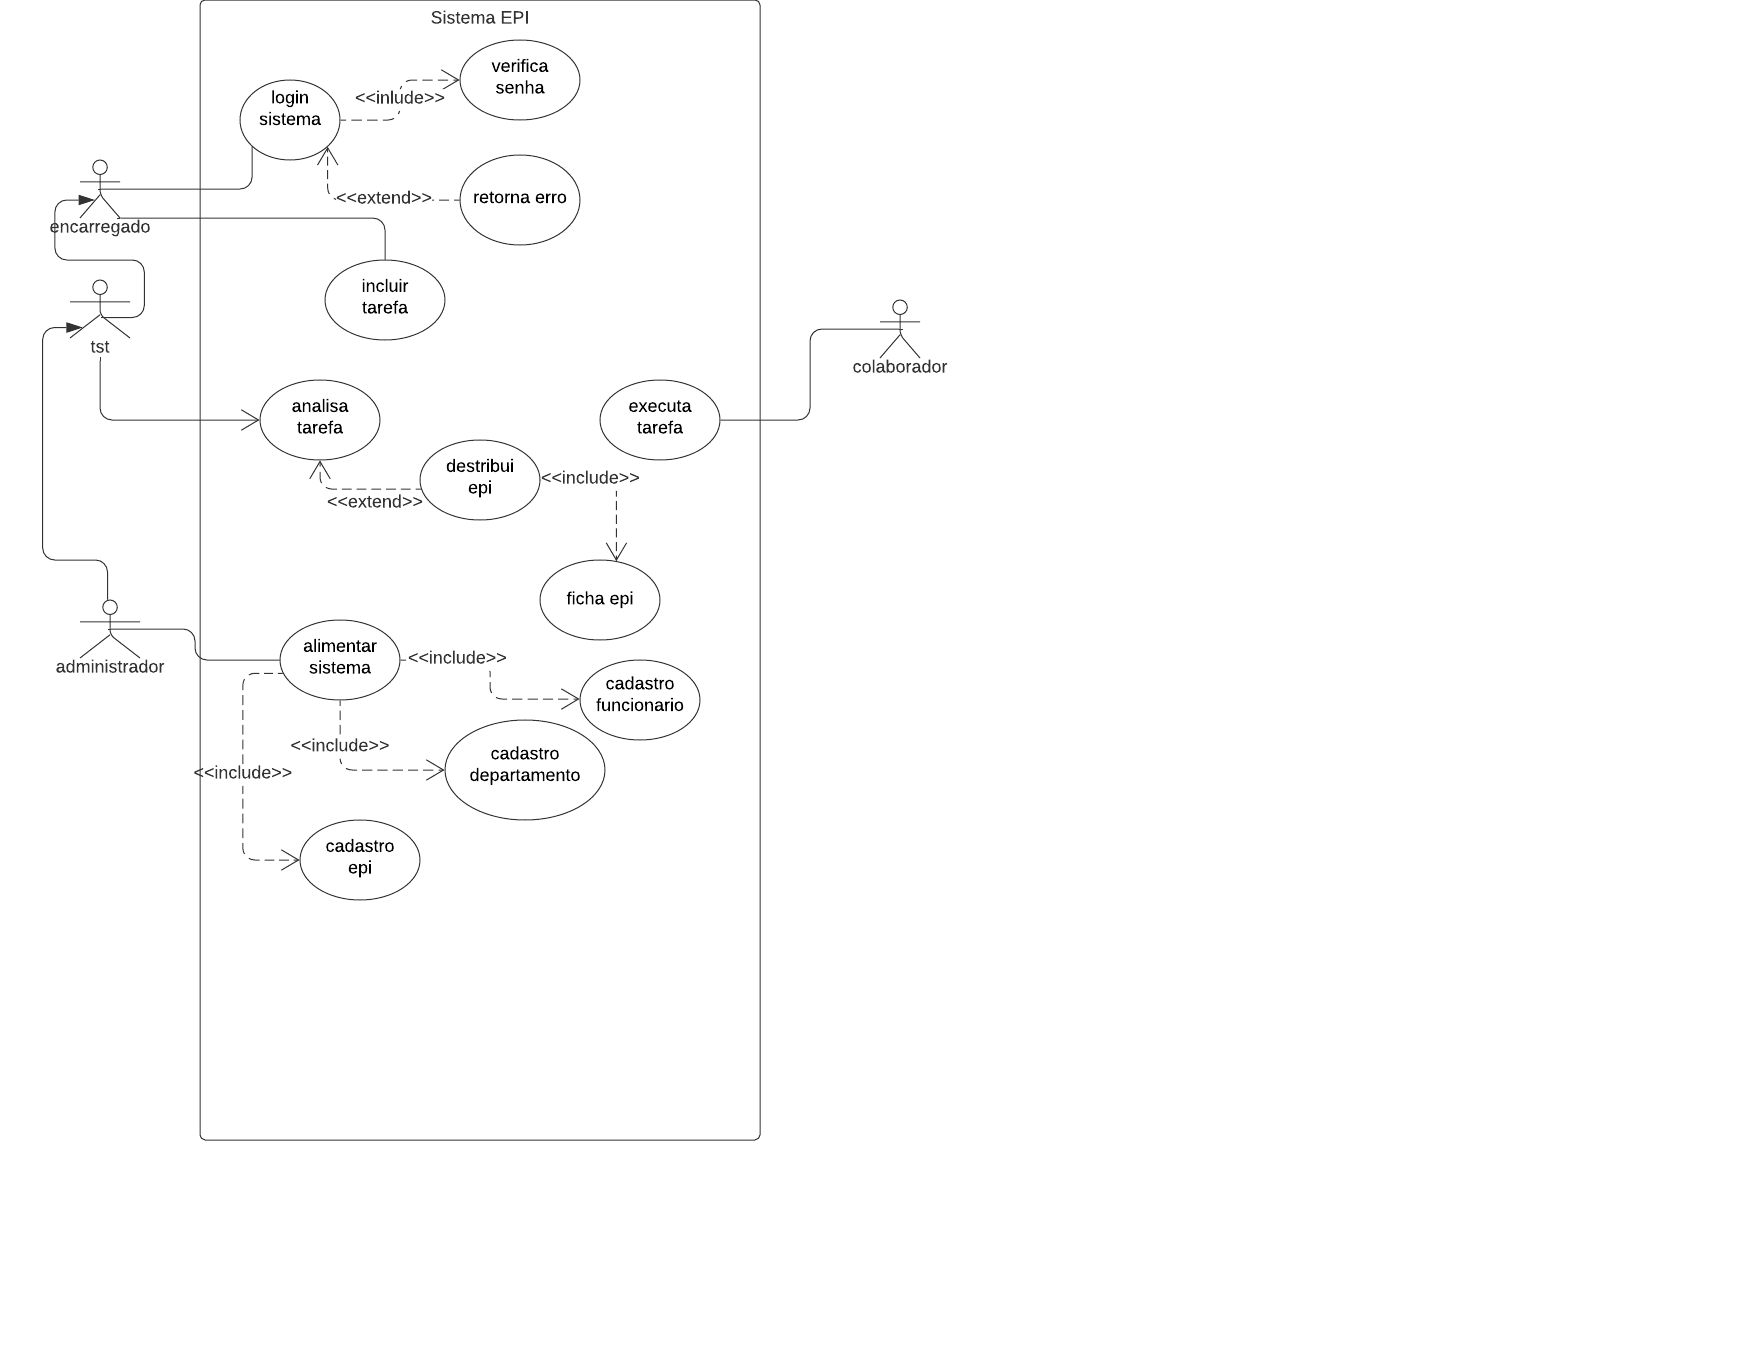 Sistema EPI
verifica
senha
login
sistema
<<inlude>>
retorna erro
<<extend>>
encarregado
incluir
tarefa
tst
colaborador
analisa
tarefa
executa
tarefa
destribui
epi
<<include>>
<<extend>>
ficha epi
administrador
alimentar
sistema
<<include>>
cadastro
funcionario
<<include>>
cadastro
departamento
<<include>>
cadastro
epi